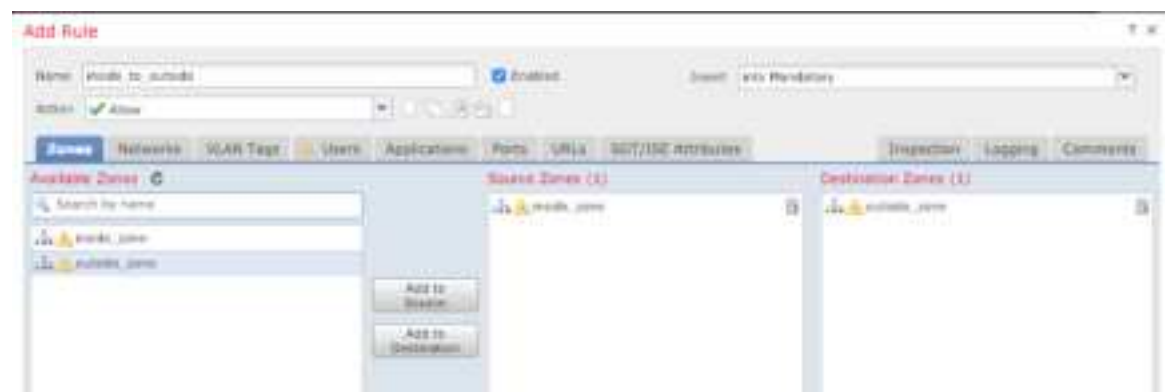 Add Rule
? ×
Name inside_to_outside
Enabled
Insert into Mandatory
Action Allow
Zones Networks VLAN Tags Users Applications Ports URLs SGT/ISE Attributes Inspection Logging Comments
Available Zones
Source Zones (1)
Destination Zones (1)
Search by name
inside_zone
outside_zone
inside_zone
outside_zone
Add to
Source
Add to
Destination